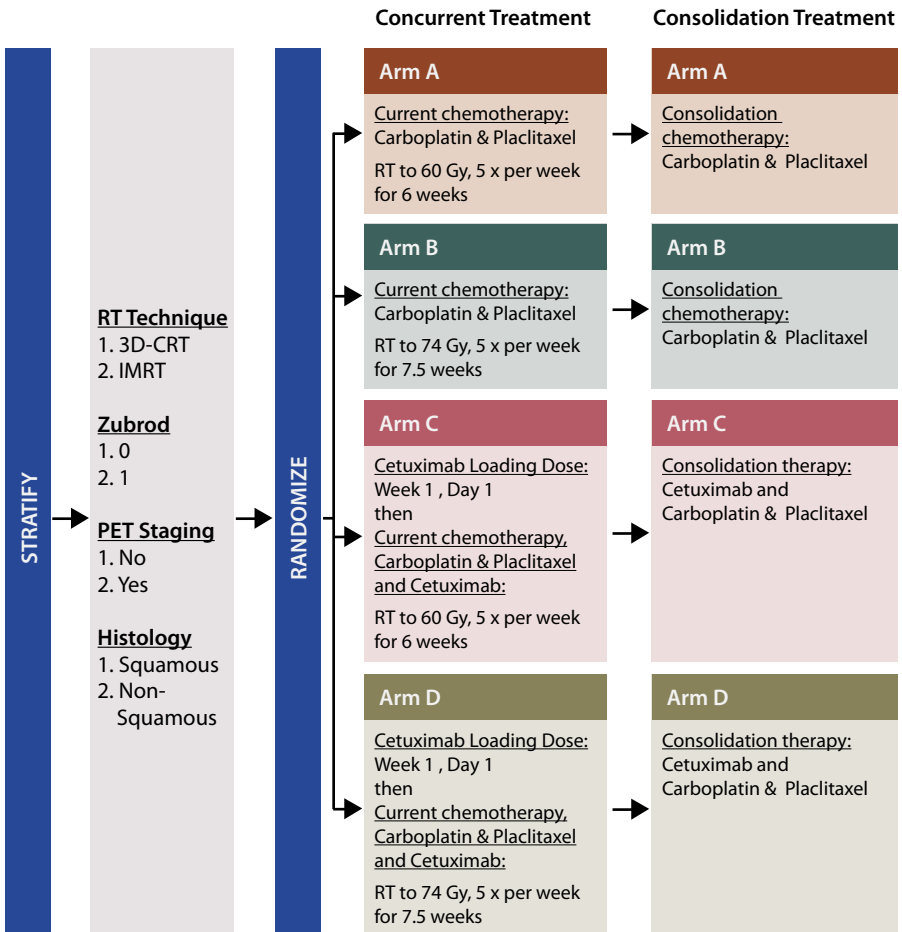 Concurrent Treatment
Consolidation Treatment
STRATIFY
RT Technique
1. 3D-CRT
2. IMRT
Zubrod
1. 0
2. 1
PET Staging
1. No
2. Yes
Histology
1. Squamous
2. Non-
Squamous
RANDOMIZE
Arm A
Current chemotherapy:
Carboplatin & Placlitaxel
RT to 60 Gy, 5 x per week
for 6 weeks
Arm A
Consolidation
chemotherapy:
Carboplatin & Placlitaxel
Arm B
Current chemotherapy:
Carboplatin & Placlitaxel
RT to 74 Gy, 5 x per week
for 7.5 weeks
Arm B
Consolidation
chemotherapy:
Carboplatin & Placlitaxel
Arm C
Cetuximab Loading Dose:
Week 1 , Day 1
then
Current chemotherapy,
Carboplatin & Placlitaxel
and Cetuximab:
RT to 60 Gy, 5 x per week
for 6 weeks
Arm C
Consolidation therapy:
Cetuximab and
Carboplatin & Placlitaxel
Arm D
Cetuximab Loading Dose:
Week 1 , Day 1
then
Current chemotherapy,
Carboplatin & Placlitaxel
and Cetuximab:
RT to 74 Gy, 5 x per week
for 7.5 weeks
Arm D
Consolidation therapy:
Cetuximab and
Carboplatin & Placlitaxel